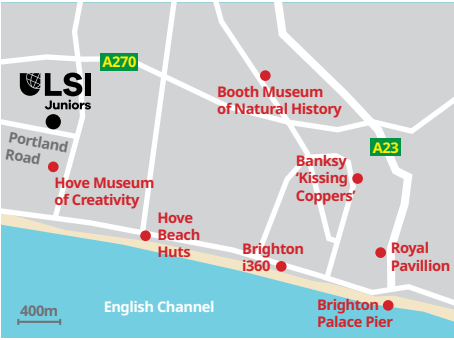 A270
LSI
Juniors
Booth Museum
of Natural History
A23
Portland
Road
Banksy
‘Kissing
Coppers’
Hove Museum
of Creativity
Hove
Beach
Huts
Brighton
i360
Royal
Pavillion
English Channel
Brighton
Palace Pier
400m